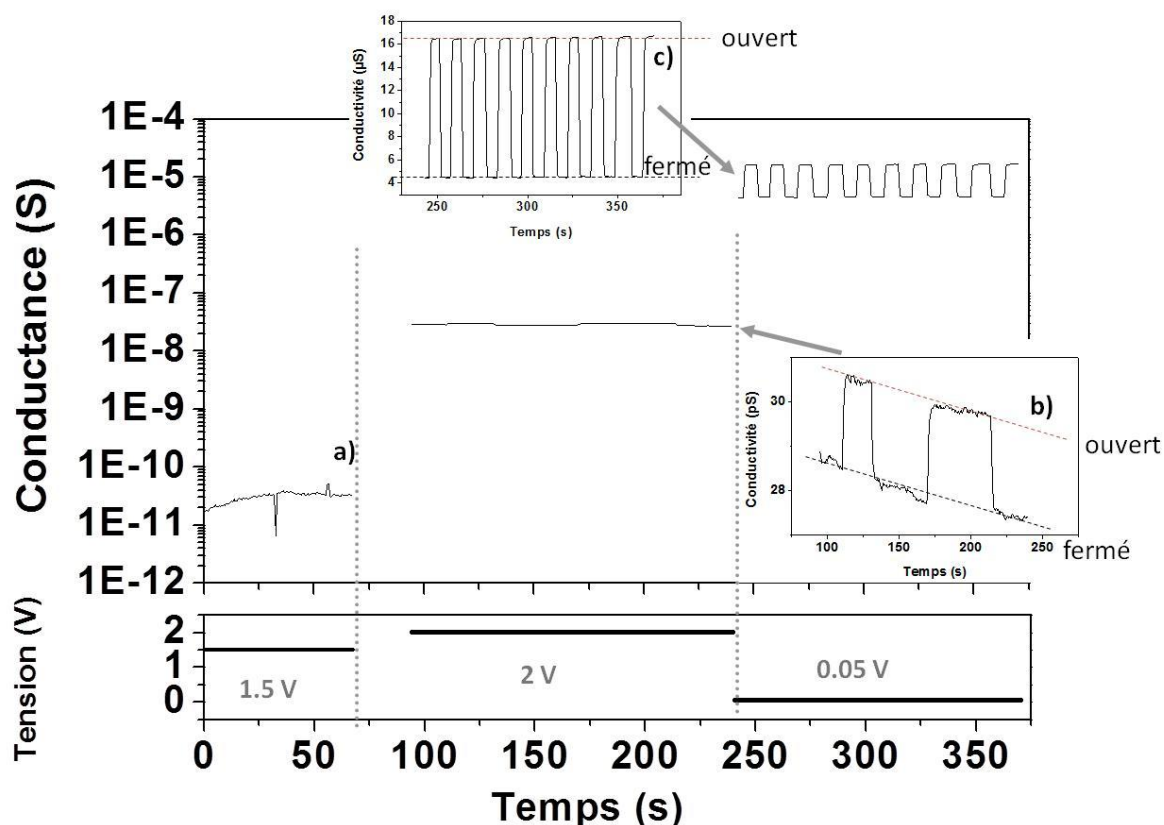 18
16
14
12
10
8
6
4
Conductivité (µS)
c)
ouvert
fermé
250 300 350
Temps (s)
1E-4
1E-5
1E-6
1E-7
1E-8
1E-9
1E-10
1E-11
1E-12
Conductance (S)
a)
30
28
Conductivité (pS)
b)
ouvert
fermé
100 150 200 250
Temps (s)
2
1
0
Tension (V)
1.5 V
2 V
0.05 V
0 50 100 150 200 250 300 350
Temps (s)